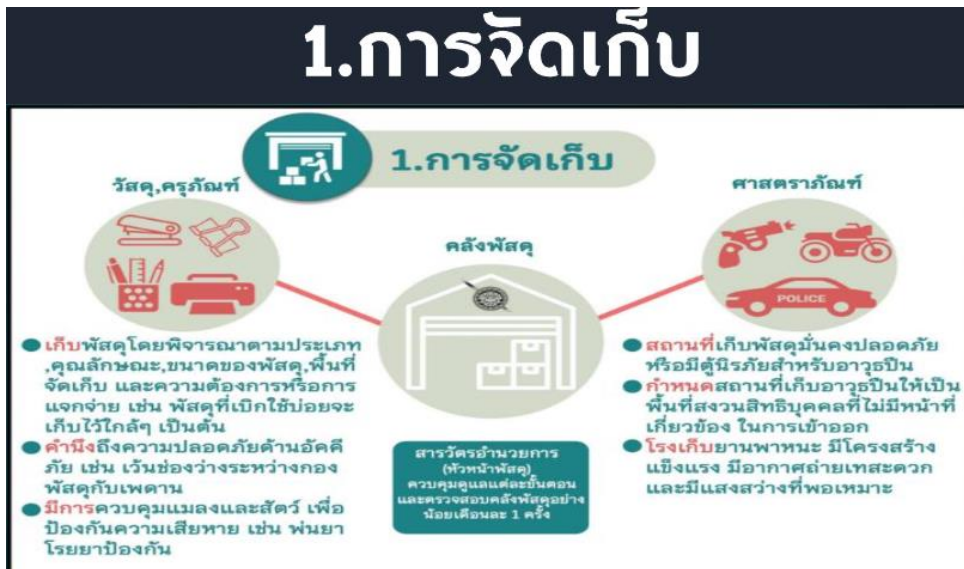 1.การจัดเก็บ
1.การจัดเก็บ
วัสดุ,ครุภัณฑ์
เก็บพัสดุโดยพิจารณาตามประเภท
,คุณลักษณะ,ขนาดของพัสดุ,พื้นที่
จัดเก็บ และความต้องการหรือการ
แจกจ่าย เช่น พัสดุที่เบิกใช้บ่อยจะ
เก็บไว้ใกล้ๆ เป็นต้น
คำนึงถึงความปลอดภัยด้านอัคคี
ภัย เช่น เว้นช่องว่างระหว่างกอง
พัสดุกับเพดาน
มีการควบคุมแมลงและสัตว์ เพื่อ
ป้องกันความเสียหาย เช่น พ่นยา
โรยยาป้องกัน
คลังพัสดุ
สารวัตรอำนวยการ
(หัวหน้าพัสดุ)
ควบคุมดูแลแต่ละขั้นตอน
และตรวจสอบคลังพัสดุอย่าง
น้อยเดือนละ 1 ครั้ง
ศาสตราภัณฑ์
POLICE
สถานที่เก็บพัสดุมั่นคงปลอดภัย
หรือมีตู้นิรภัยสำหรับอาวุธปืน
กำหนดสถานที่เก็บอาวุธปืนให้เป็น
พื้นที่สงวนสิทธิบุคคลที่ไม่มีหน้าที่
เกี่ยวข้อง ในการเข้าออก
โรงเก็บยานพาหนะ มีโครงสร้าง
แข็งแรง มีอากาศถ่ายเทสะดวก
และมีแสงสว่างที่พอเหมาะ